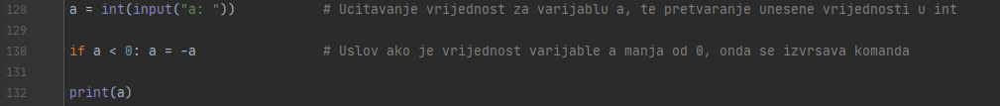 128 a = int(input("a: ")) # Ucitavanje vrijednost za varijablu a, te pretvaranje unesene vrijednosti u int
129
130 if a < 0: a = -a # Uslov ako je vrijednost varijable a manja od 0, onda se izvrsava komanda
131
132 print(a)